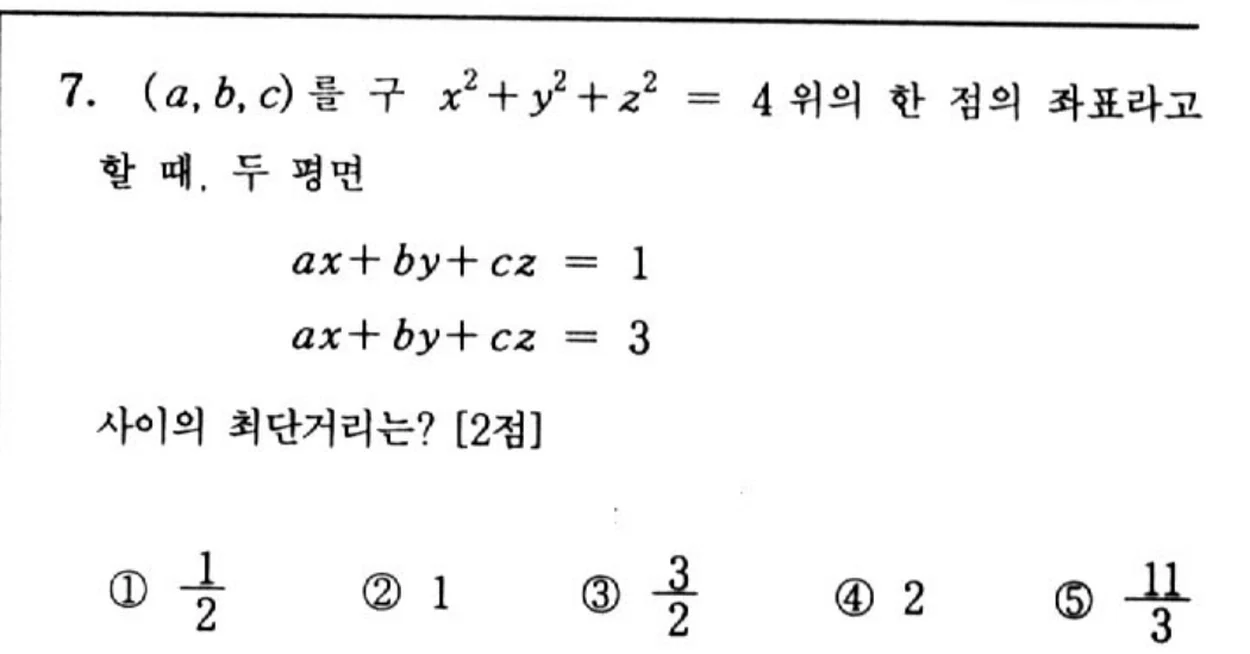 7. (a, b, c)를 구 x² + y² + z² = 4 위의 한 점의 좌표라고
할 때, 두 평면
ax + by + cz = 1
ax + by + cz = 3
사이의 최단거리는? [2점]
① 1/2 ② 1 ③ 3/2 ④ 2 ⑤ 11/3